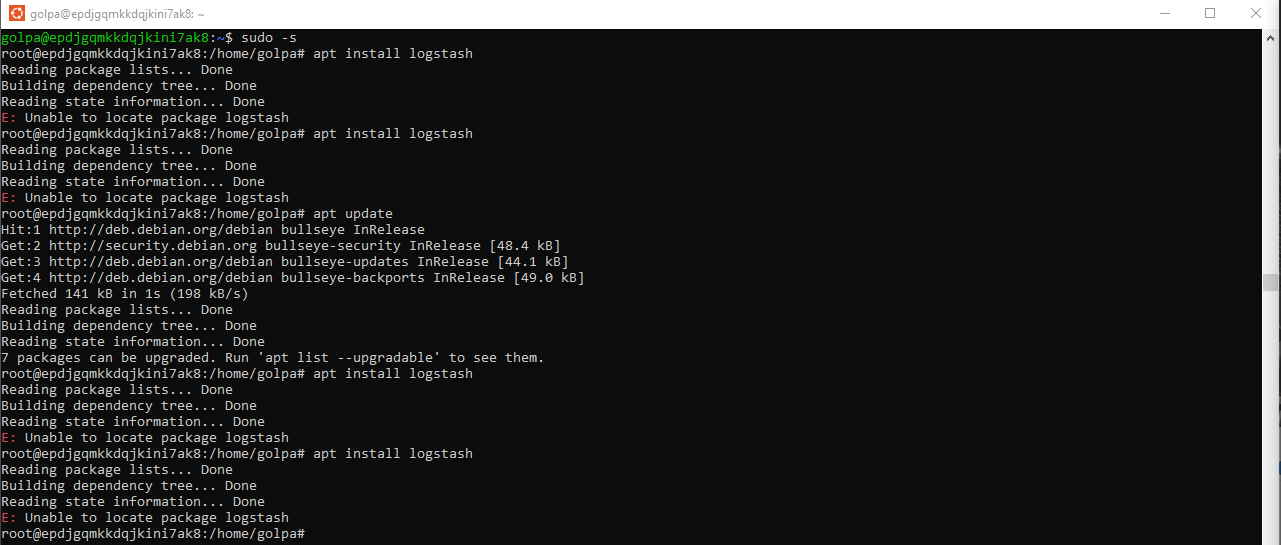 golpa@epdjgqmkkdqjkini7ak8: ~
golpa@epdjgqmkkdqjkini7ak8:~$ sudo -s
root@epdjgqmkkdqjkini7ak8:/home/golpa# apt install logstash
Reading package lists... Done
Building dependency tree... Done
Reading state information... Done
E: Unable to locate package logstash
root@epdjgqmkkdqjkini7ak8:/home/golpa# apt install logstash
Reading package lists... Done
Building dependency tree... Done
Reading state information... Done
E: Unable to locate package logstash
root@epdjgqmkkdqjkini7ak8:/home/golpa# apt update
Hit:1 http://deb.debian.org/debian bullseye InRelease
Get:2 http://security.debian.org bullseye-security InRelease [48.4 kB]
Get:3 http://deb.debian.org/debian bullseye-updates InRelease [44.1 kB]
Get:4 http://deb.debian.org/debian bullseye-backports InRelease [49.0 kB]
Fetched 141 kB in 1s (198 kB/s)
Reading package lists... Done
Building dependency tree... Done
Reading state information... Done
7 packages can be upgraded. Run 'apt list --upgradable' to see them.
root@epdjgqmkkdqjkini7ak8:/home/golpa# apt install logstash
Reading package lists... Done
Building dependency tree... Done
Reading state information... Done
E: Unable to locate package logstash
root@epdjgqmkkdqjkini7ak8:/home/golpa# apt install logstash
Reading package lists... Done
Building dependency tree... Done
Reading state information... Done
E: Unable to locate package logstash
root@epdjgqmkkdqjkini7ak8:/home/golpa#